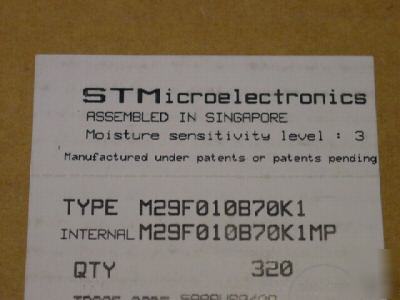 STMicroelectronics
ASSEMBLED IN SINGAPORE
Moisture sensitivity level : 3
Manufactured under patents or patents pending
TYPE M29F010B70K1
INTERNAL M29F010B70K1MP
QTY 320